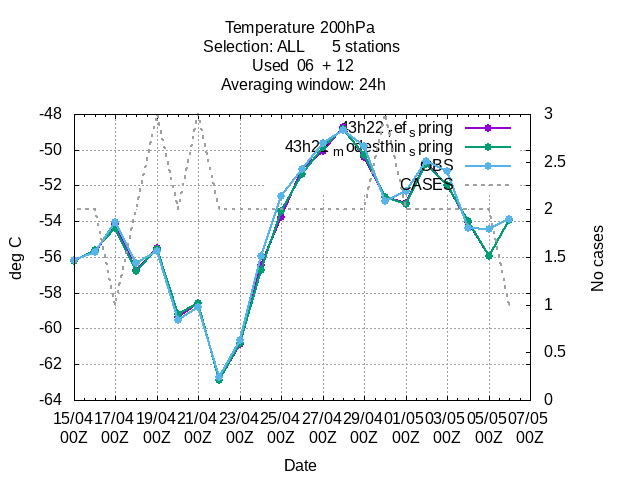 Temperature 200hPa
Selection: ALL 5 stations
Used 06 + 12
Averaging window: 24h
-48 3
43h22_refspring
43h22_modesthinspring
-50
2.5
OBS
CASES
-52
-54 2
-56
1.5
-58
1
-60
-62
0.5
-64 0
deg C
No cases
15/04 17/04 19/04 21/04 23/04 25/04 27/04 29/04 01/05 03/05 05/05 07/05
00Z 00Z 00Z 00Z 00Z 00Z 00Z 00Z 00Z 00Z 00Z 00Z
Date